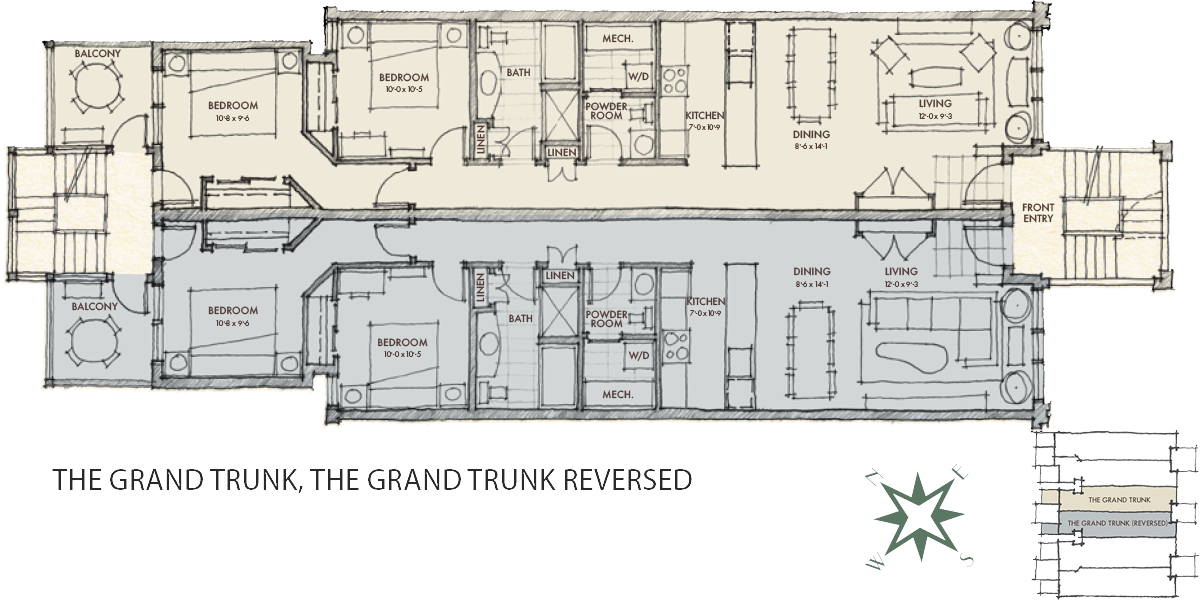 BALCONY
BEDROOM
10'-8 x 9'-6
BEDROOM
10'-0 x 10'-5
BATH
LINEN
LINEN
MECH.
W/D
POWDER
ROOM
KITCHEN
7'-0 x 10'-9
DINING
8'-6 x 14'-1
LIVING
12'-0 x 9'-3
FRONT
ENTRY
BALCONY
BEDROOM
10'-8 x 9'-6
BEDROOM
10'-0 x 10'-5
LINEN
BATH
LINEN
POWDER
ROOM
W/D
MECH.
KITCHEN
7'-0 x 10'-9
DINING
8'-6 x 14'-1
LIVING
12'-0 x 9'-3
THE GRAND TRUNK, THE GRAND TRUNK REVERSED
N
E
W
S
THE GRAND TRUNK
THE GRAND TRUNK (REVERSED)